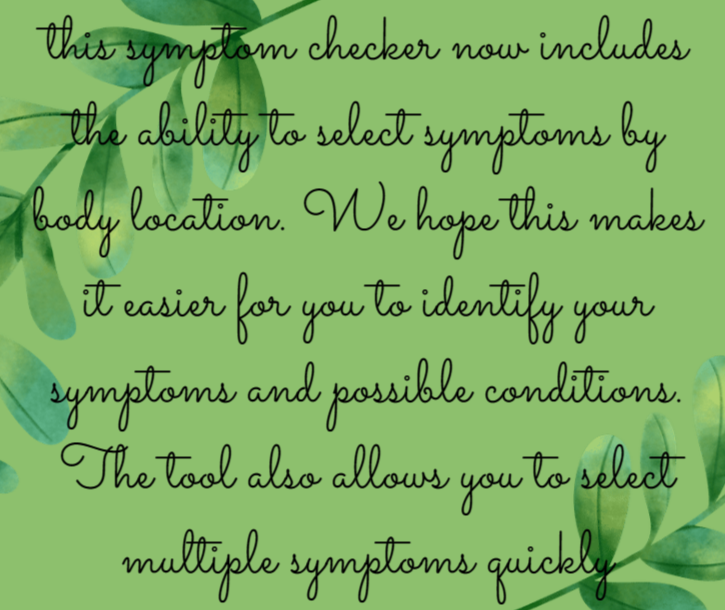 this symptom checker now includes
the ability to select symptoms by
body location. We hope this makes
it easier for you to identify your
symptoms and possible conditions.
The tool also allows you to select
multiple symptoms quickly